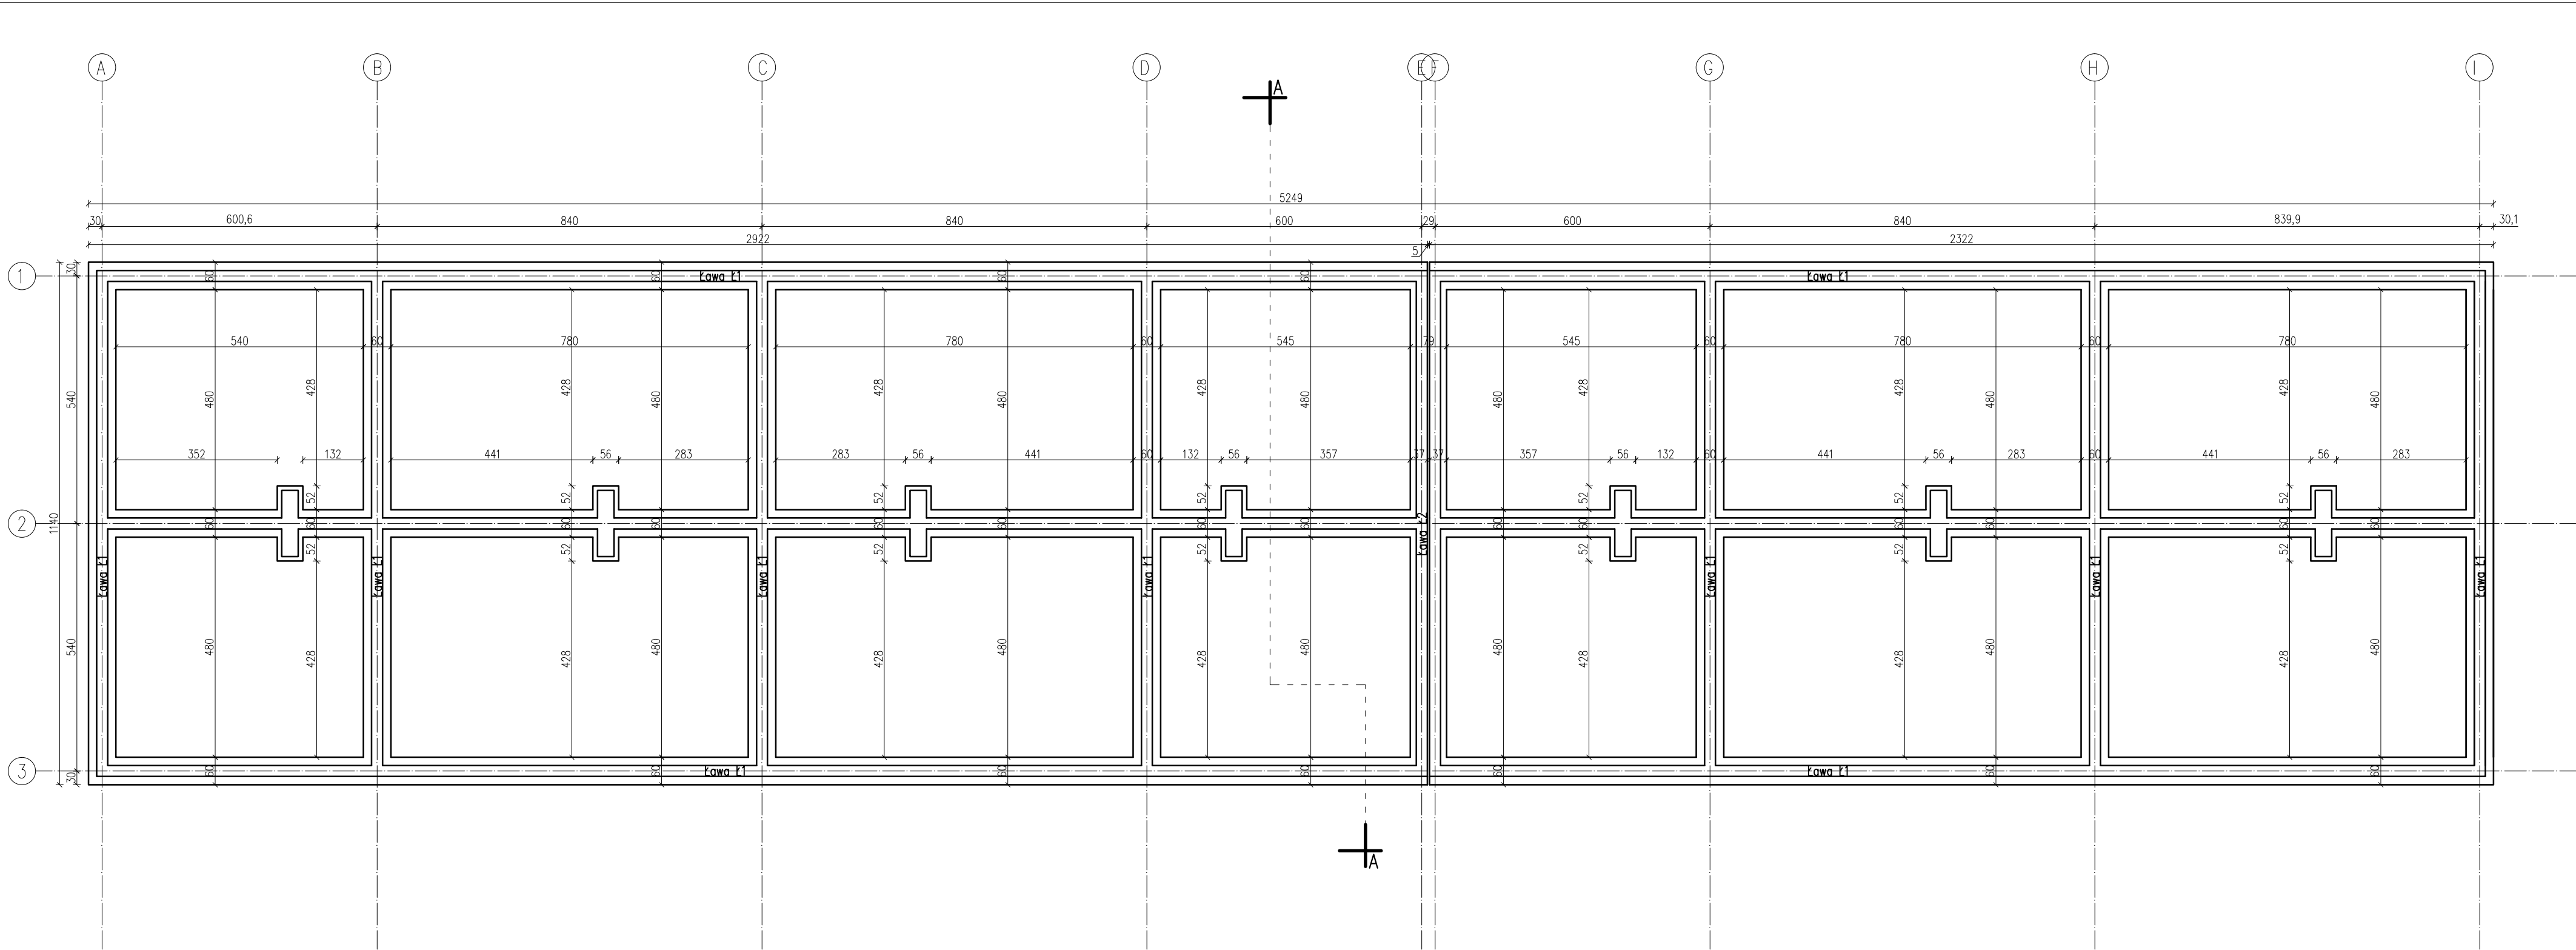 A B C D E F G H I
A
5249
30 600,6 840 840 600 29 600 840 839,9 30,1
2922 5 2322
1 30 60 60 Ława Ł1 60 60 Ława Ł1
540 60 780 780 60 545 79 545 60 780 60 780
540 480 428 428 480 428 480 428 480 480 428 428 480 428 480
352 132 441 56 283 283 56 441 60 132 56 357 37 37 357 56 132 60 441 56 283 60 441 56 283
52 52 52 52 52 52 52
2 1140 60 60 60 60 60 60 60 60 60 60 60 60 60 60 Ława Ł2
52 52 52 52 52 52 52
Ława Ł1 Ława Ł1 Ława Ł1 Ława Ł1 Ława Ł1 Ława Ł1 Ława Ł1
540 480 428 428 480 428 480 428 480 480 428 428 480 428 480
3 30 60 60 Ława Ł1 60 60 60 Ława Ł1 60 60
A